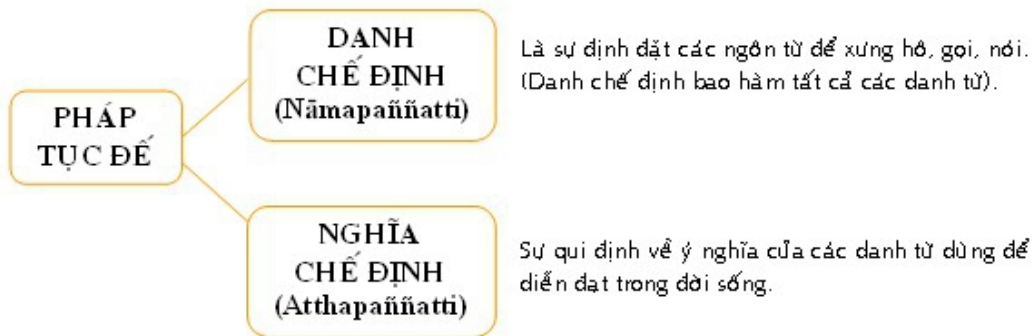 PHÁP
TỤC ĐẾ
DANH
CHẾ ĐỊNH
(Nāmapaññatti)
Là sự định đặt các ngôn từ để xưng hô, gọi, nói.
(Danh chế định bao hàm tất cả các danh từ).
NGHĨA
CHẾ ĐỊNH
(Atthapaññatti)
Sự qui định về ý nghĩa của các danh từ dùng để
diễn đạt trong đời sống.